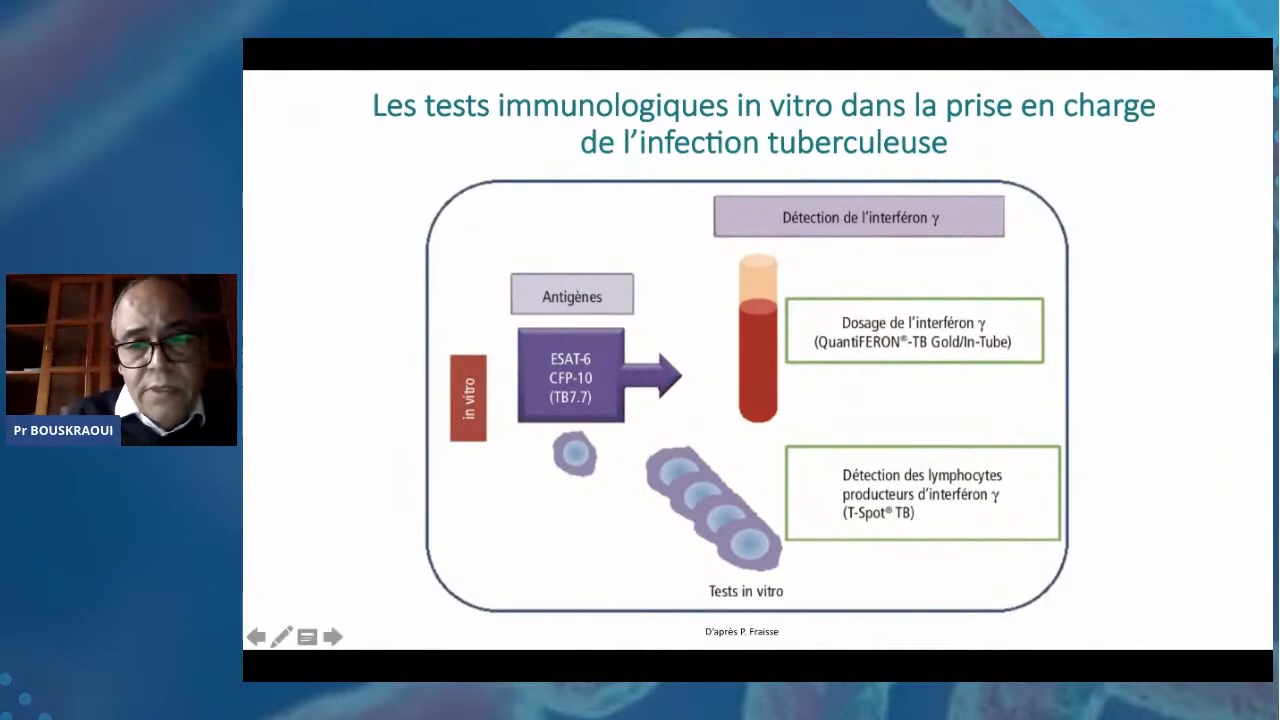 Les tests immunologiques in vitro dans la prise en charge
de l'infection tuberculeuse
Détection de l'interféron γ
Antigènes
ESAT-6
CFP-10
(TB7.7)
in vitro
Dosage de l'interféron γ
(QuantiFERON®-TB Gold/In-Tube)
Détection des lymphocytes
producteurs d'interféron γ
(T-Spot® TB)
Tests in vitro
D'après P. Fraisse
Pr BOUSKRAOUI